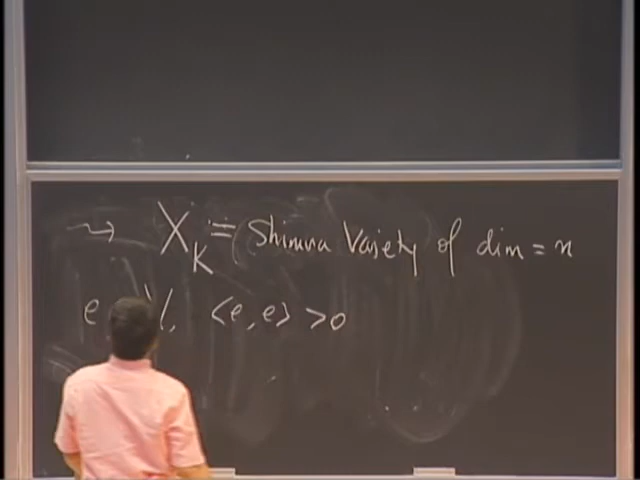 ⇝ X_K = Shimura Variety of dim = n
e V, <e, e> > 0